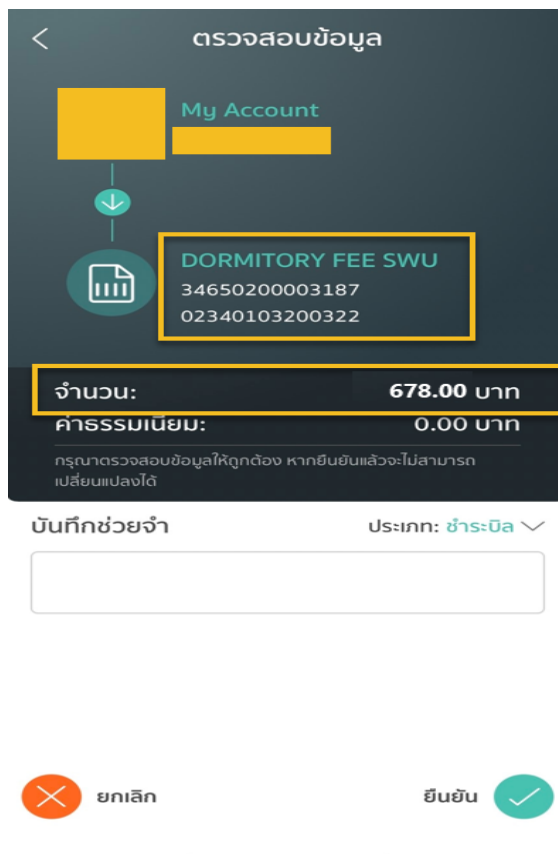 ตรวจสอบข้อมูล
My Account
DORMITORY FEE SWU
34650200003187
02340103200322
จำนวน: 678.00 บาท
ค่าธรรมเนียม: 0.00 บาท
กรุณาตรวจสอบข้อมูลให้ถูกต้อง หากยืนยันแล้วจะไม่สามารถ
เปลี่ยนแปลงได้
บันทึกช่วยจำ ประเภท: ชำระบิล
ยกเลิก ยืนยัน